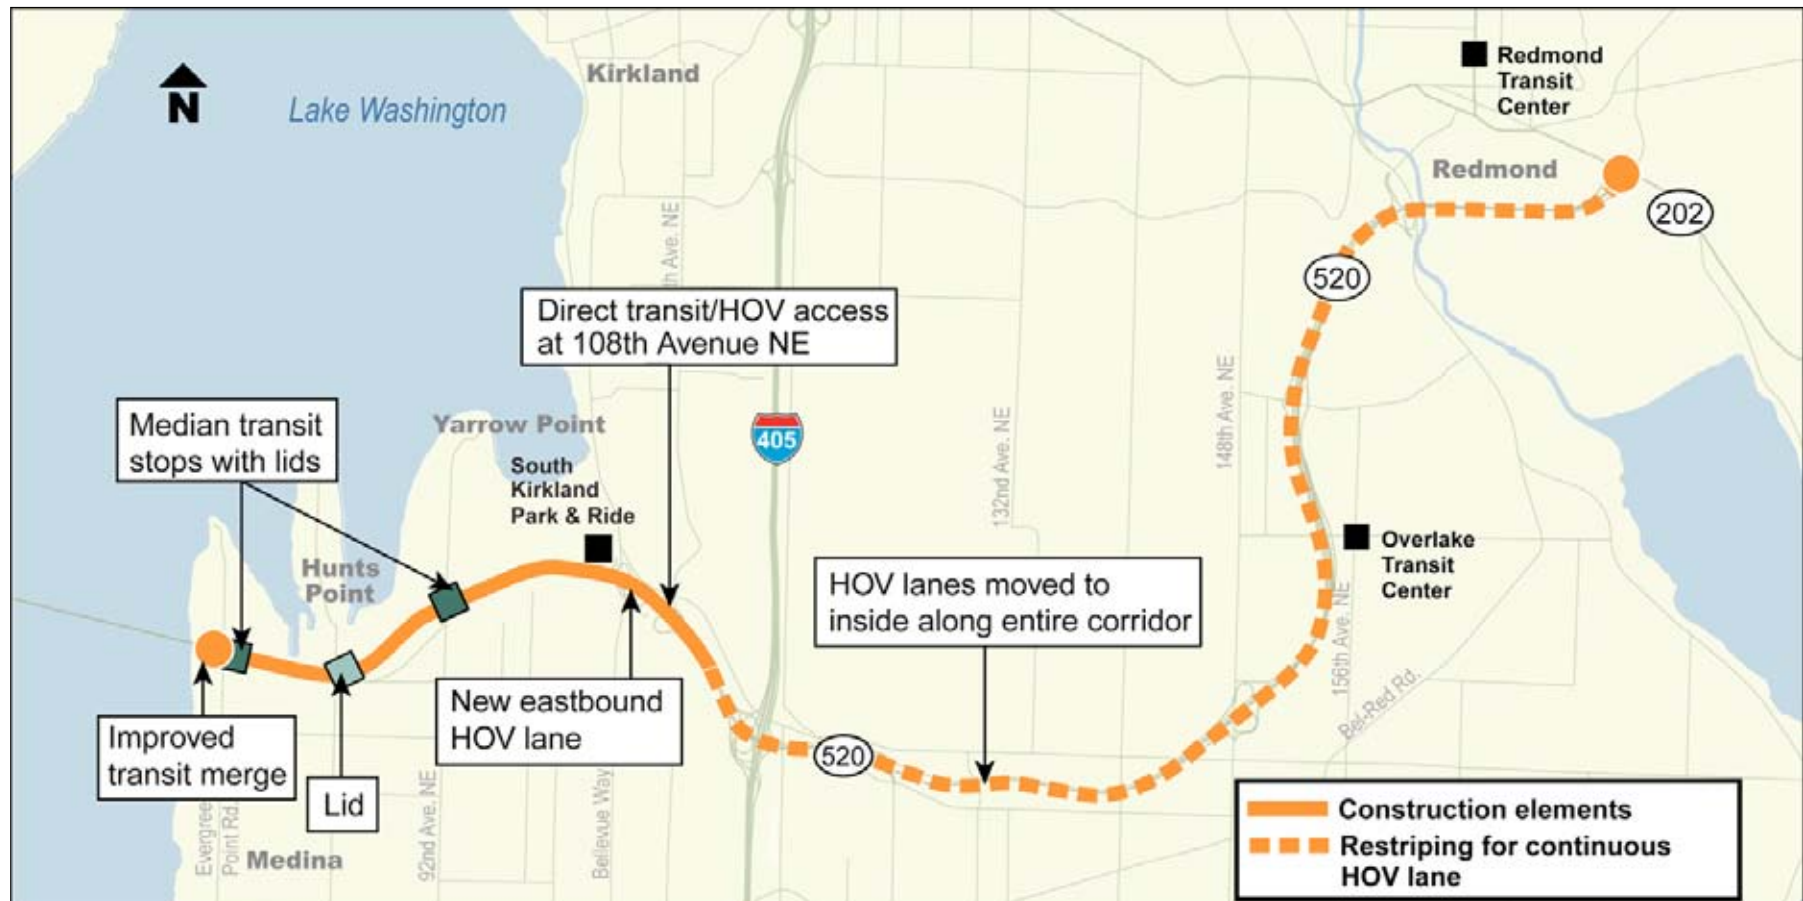 Kirkland
N
Lake Washington
Redmond
Transit
Center
Redmond
202
th Ave. NE
520
Direct transit/HOV access
at 108th Avenue NE
Median transit
stops with lids
Yarrow Point
405
148th Ave. NE
132nd Ave. NE
South
Kirkland
Park & Ride
Overlake
Transit
Center
Hunts
Point
HOV lanes moved to
inside along entire corridor
156th Ave. NE
Bel-Red Rd.
New eastbound
HOV lane
Improved
transit merge
Lid
520
Evergree
Point Rd.
Medina
92nd Ave. NE
Bellevue Way
Construction elements
Restriping for continuous
HOV lane